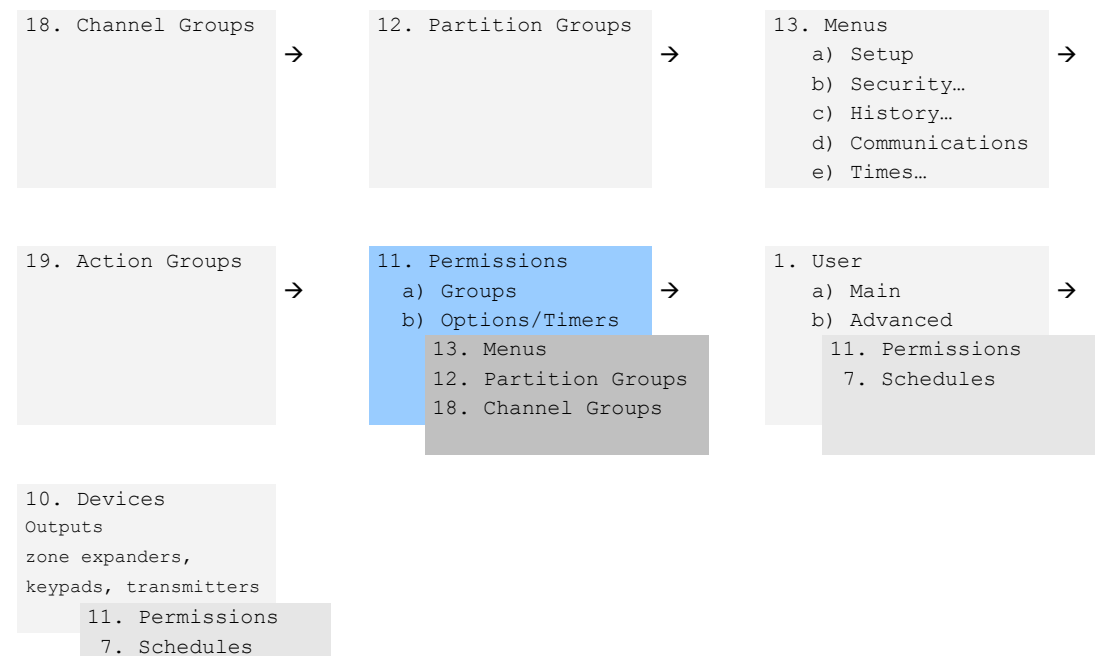 18. Channel Groups
→
12. Partition Groups
→
13. Menus
a) Setup
→
b) Security…
c) History…
d) Communications
e) Times…
19. Action Groups
→
11. Permissions
a) Groups
→
b) Options/Timers
13. Menus
12. Partition Groups
18. Channel Groups
1. User
a) Main
→
b) Advanced
11. Permissions
7. Schedules
10. Devices
Outputs
zone expanders,
keypads, transmitters
11. Permissions
7. Schedules